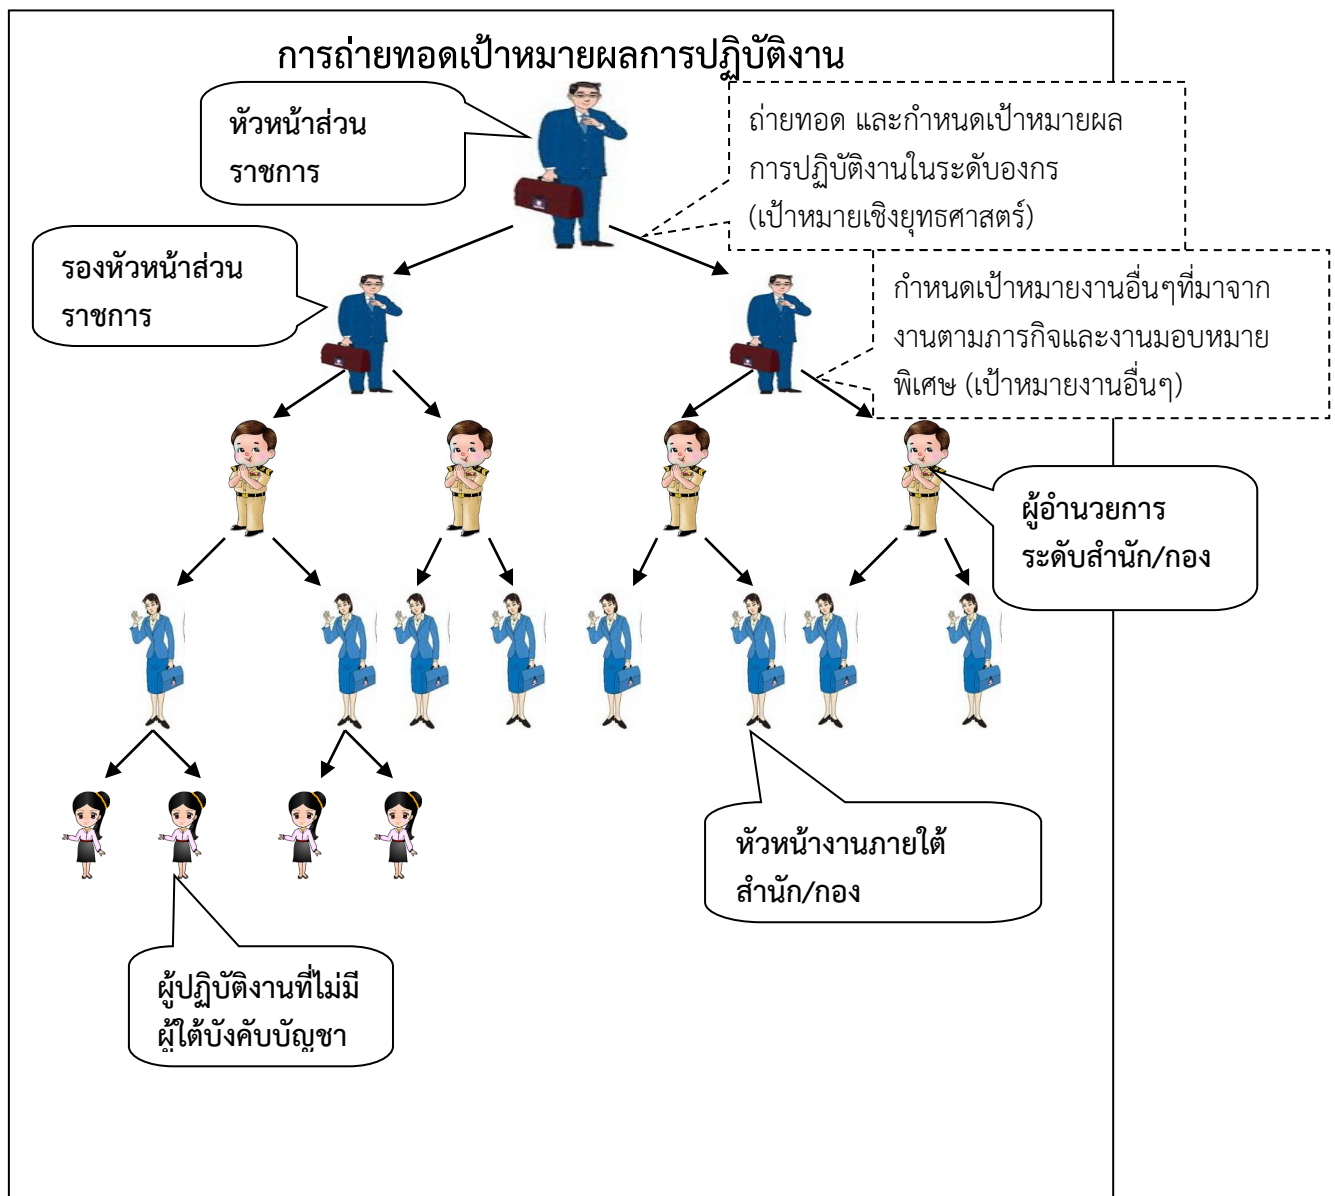 การถ่ายทอดเป้าหมายผลการปฏิบัติงาน
หัวหน้าส่วน
ราชการ
ถ่ายทอด และกำหนดเป้าหมายผล
การปฏิบัติงานในระดับองกร
(เป้าหมายเชิงยุทธศาสตร์)
รองหัวหน้าส่วน
ราชการ
กำหนดเป้าหมายงานอื่นๆที่มาจาก
งานตามภารกิจและงานมอบหมาย
พิเศษ (เป้าหมายงานอื่นๆ)
ผู้อำนวยการ
ระดับสำนัก/กอง
หัวหน้างานภายใต้
สำนัก/กอง
ผู้ปฏิบัติงานที่ไม่มี
ผู้ใต้บังคับบัญชา